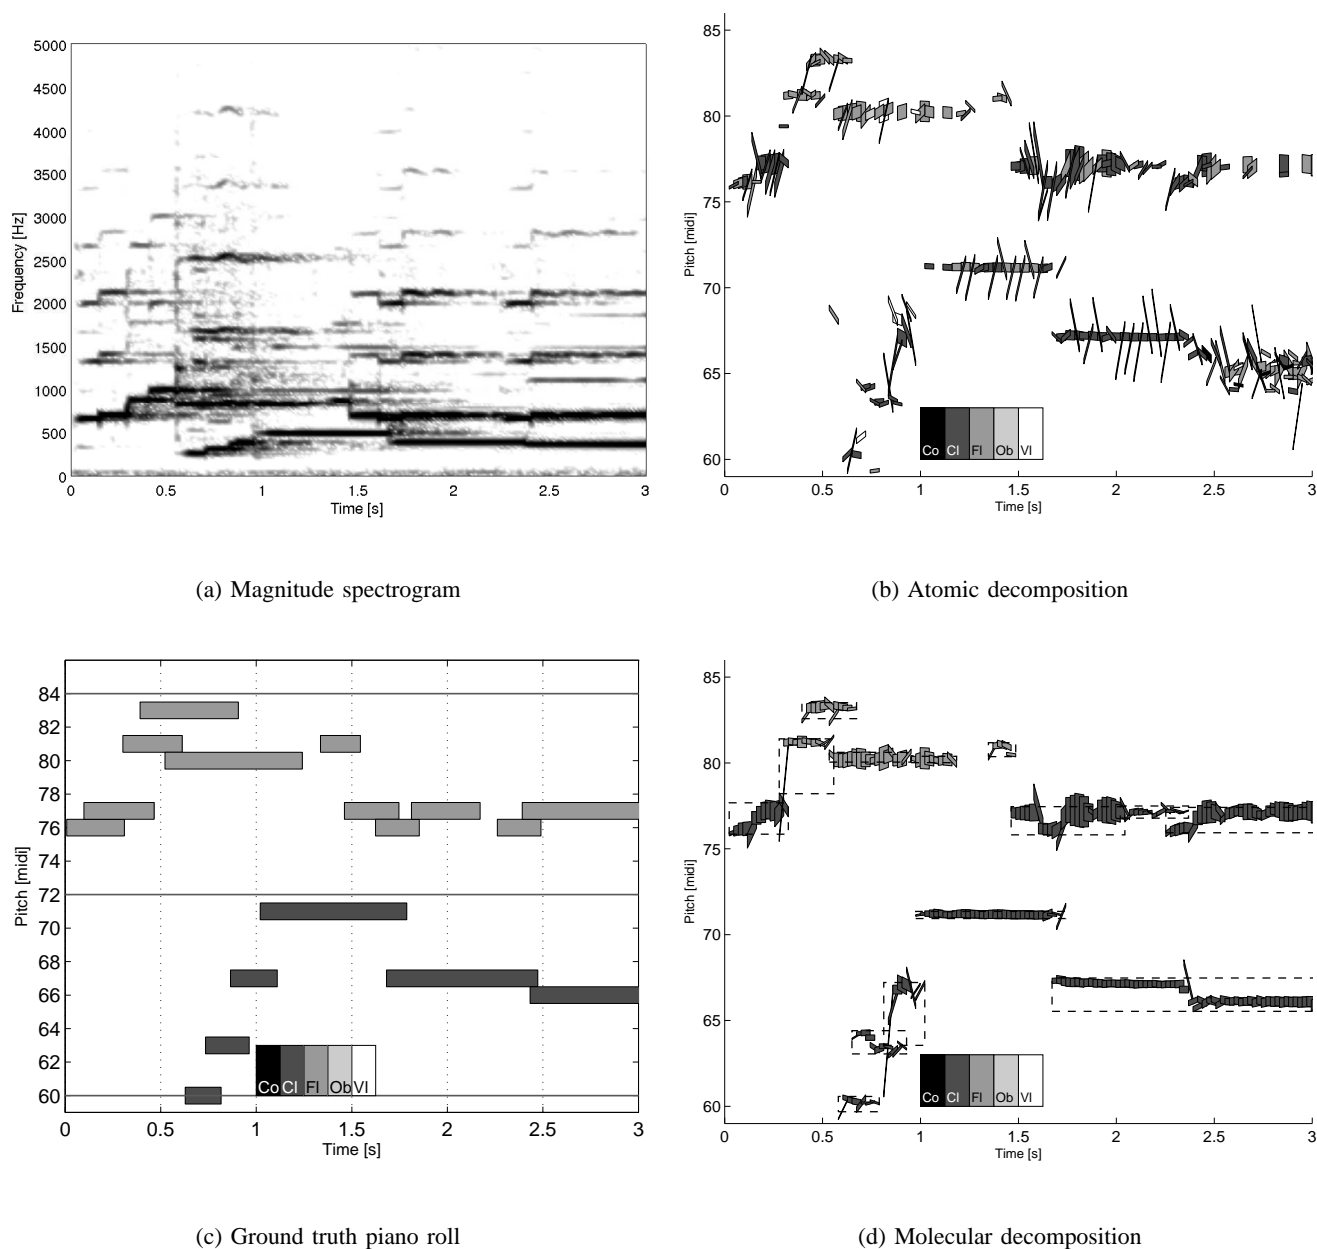 5000
4500
4000
3500
3000
2500
2000
1500
1000
500
0
Frequency [Hz]
0 0.5 1 1.5 2 2.5 3
Time [s]
(a) Magnitude spectrogram
85
80
75
70
65
60
Pitch [midi]
Co Cl Fl Ob Vl
0 0.5 1 1.5 2 2.5 3
Time [s]
(b) Atomic decomposition
84
82
80
78
76
74
72
70
68
66
64
62
60
Pitch [midi]
Co Cl Fl Ob Vl
0 0.5 1 1.5 2 2.5 3
Time [s]
(c) Ground truth piano roll
85
80
75
70
65
60
Pitch [midi]
Co Cl Fl Ob Vl
0 0.5 1 1.5 2 2.5 3
Time [s]
(d) Molecular decomposition